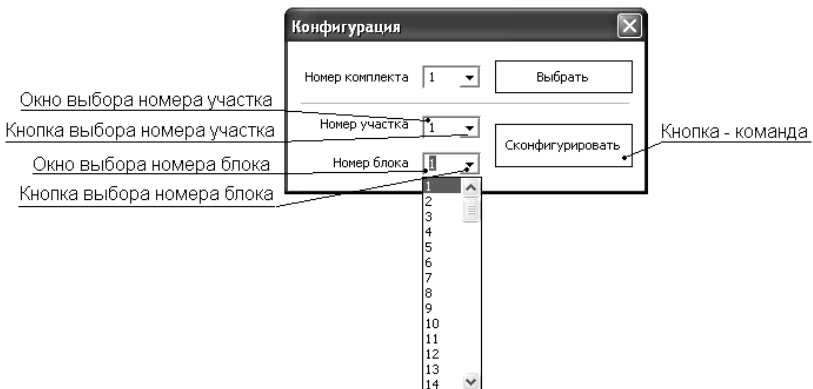 Конфигурация
Номер комплекта 1 Выбрать
Окно выбора номера участка
Номер участка 1
Кнопка выбора номера участка
Сконфигурировать
Кнопка - команда
Окно выбора номера блока
Номер блока 1
Кнопка выбора номера блока
1
2
3
4
5
6
7
8
9
10
11
12
13
14